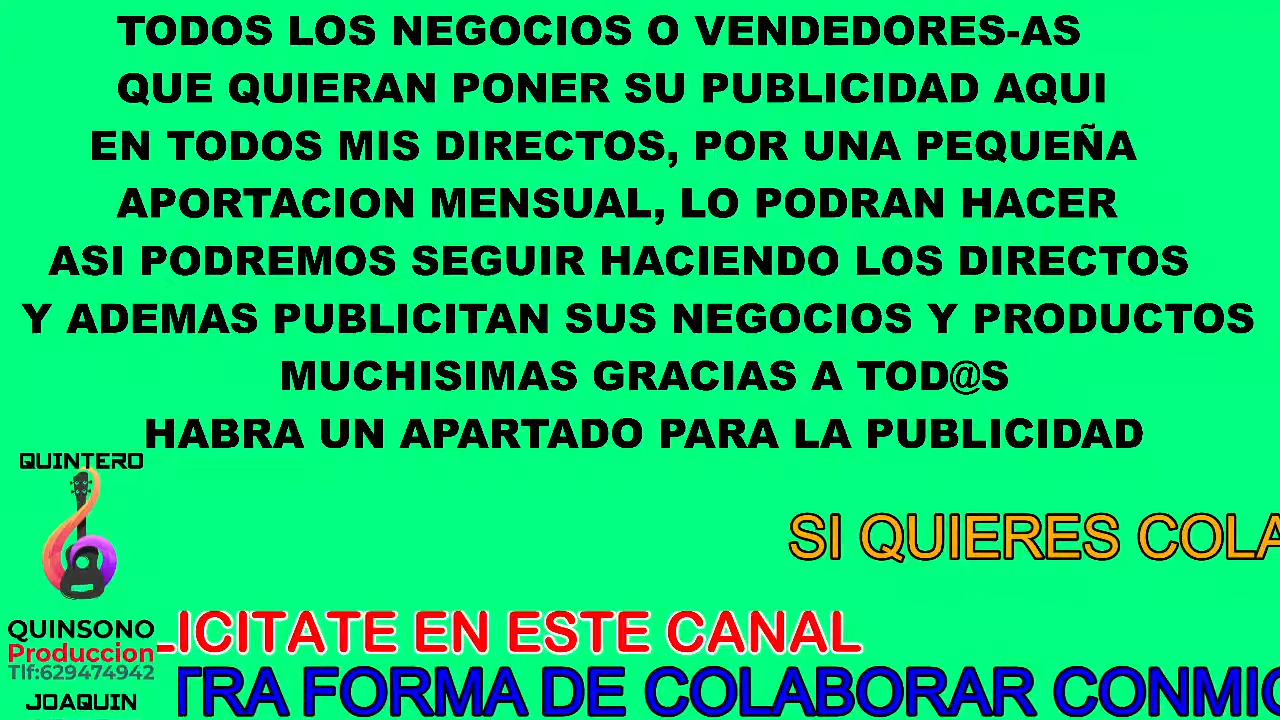 TODOS LOS NEGOCIOS O VENDEDORES-AS
QUE QUIERAN PONER SU PUBLICIDAD AQUI
EN TODOS MIS DIRECTOS, POR UNA PEQUEÑA
APORTACION MENSUAL, LO PODRAN HACER
ASI PODREMOS SEGUIR HACIENDO LOS DIRECTOS
Y ADEMAS PUBLICITAN SUS NEGOCIOS Y PRODUCTOS
MUCHISIMAS GRACIAS A TOD@S
HABRA UN APARTADO PARA LA PUBLICIDAD
QUINTERO
SI QUIERES COLA
QUINSONO
Produccion
Tlf:629474942
JOAQUIN
LICITATE EN ESTE CANAL
TRA FORMA DE COLABORAR CONMIG